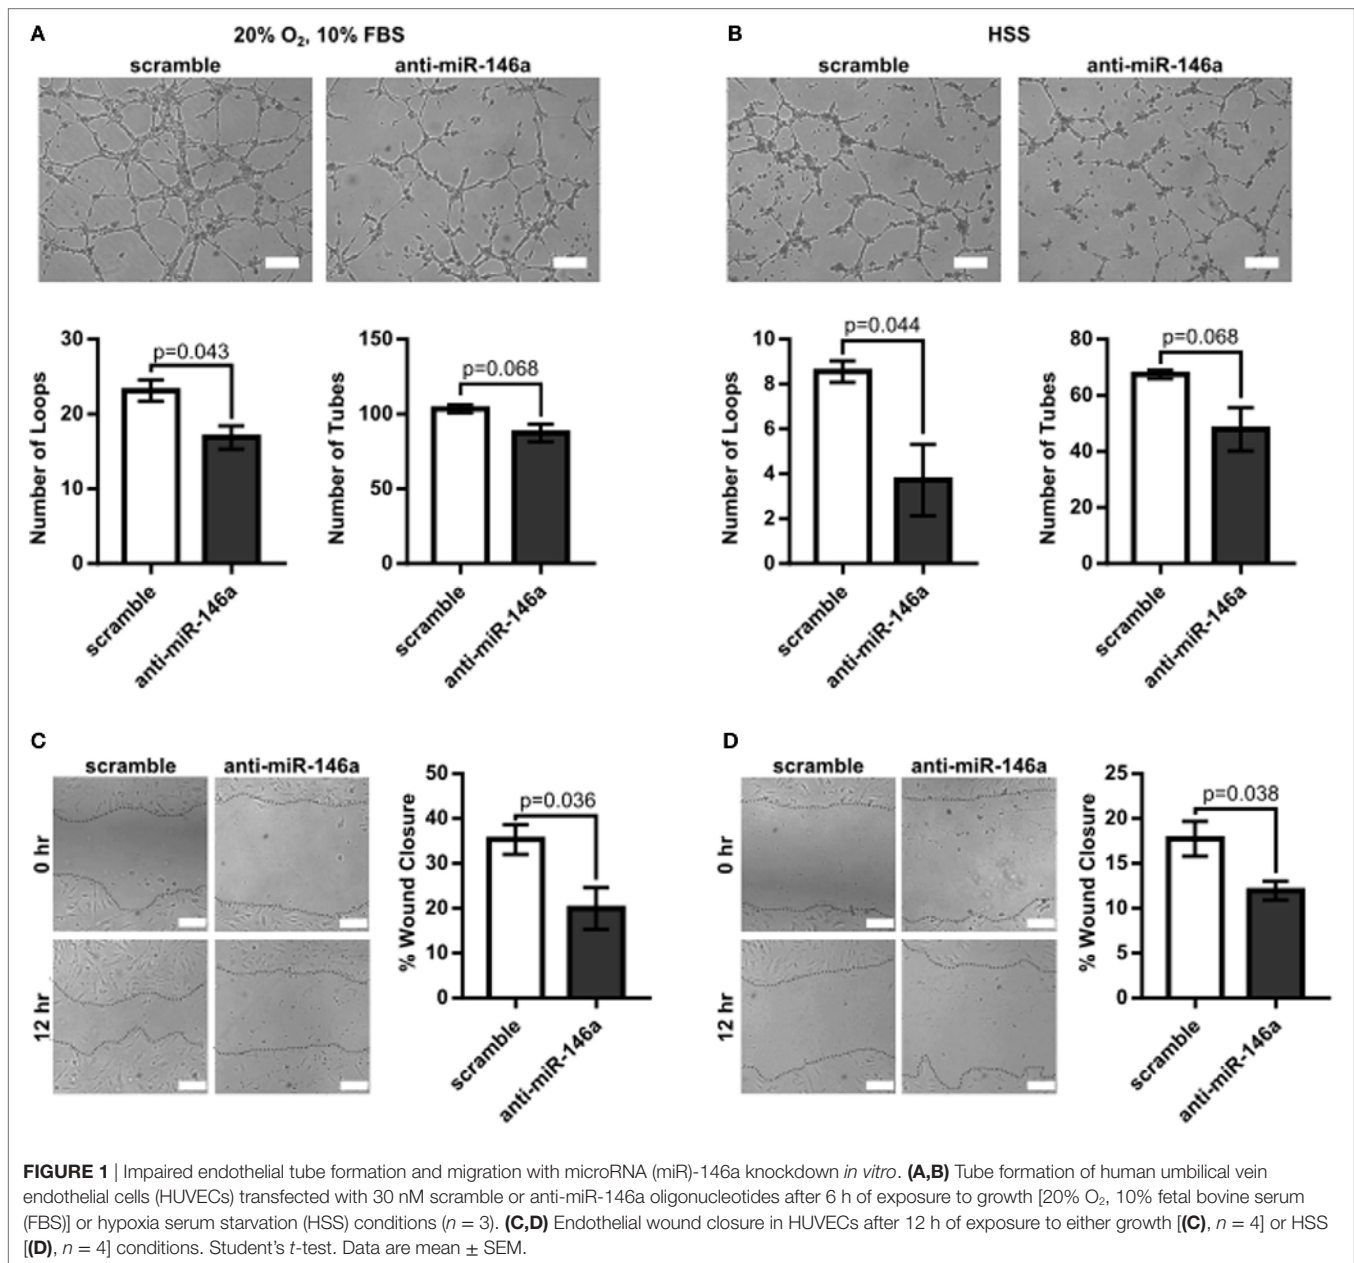 A
20% O₂, 10% FBS
scramble
anti-miR-146a
B
HSS
scramble
anti-miR-146a
Number of Loops
30
20
10
0
p=0.043
scramble
anti-miR-146a
Number of Tubes
150
100
50
0
p=0.068
scramble
anti-miR-146a
Number of Loops
10
8
6
4
2
0
p=0.044
scramble
anti-miR-146a
Number of Tubes
80
60
40
20
0
p=0.068
scramble
anti-miR-146a
C
scramble
anti-miR-146a
0 hr
12 hr
% Wound Closure
50
40
30
20
10
0
p=0.036
scramble
anti-miR-146a
D
scramble
anti-miR-146a
0 hr
12 hr
% Wound Closure
25
20
15
10
5
0
p=0.038
scramble
anti-miR-146a
FIGURE 1 | Impaired endothelial tube formation and migration with microRNA (miR)-146a knockdown in vitro. (A,B) Tube formation of human umbilical vein
endothelial cells (HUVECs) transfected with 30 nM scramble or anti-miR-146a oligonucleotides after 6 h of exposure to growth [20% O₂, 10% fetal bovine serum
(FBS)] or hypoxia serum starvation (HSS) conditions (n = 3). (C,D) Endothelial wound closure in HUVECs after 12 h of exposure to either growth [(C), n = 4] or HSS
[(D), n = 4] conditions. Student's t-test. Data are mean ± SEM.